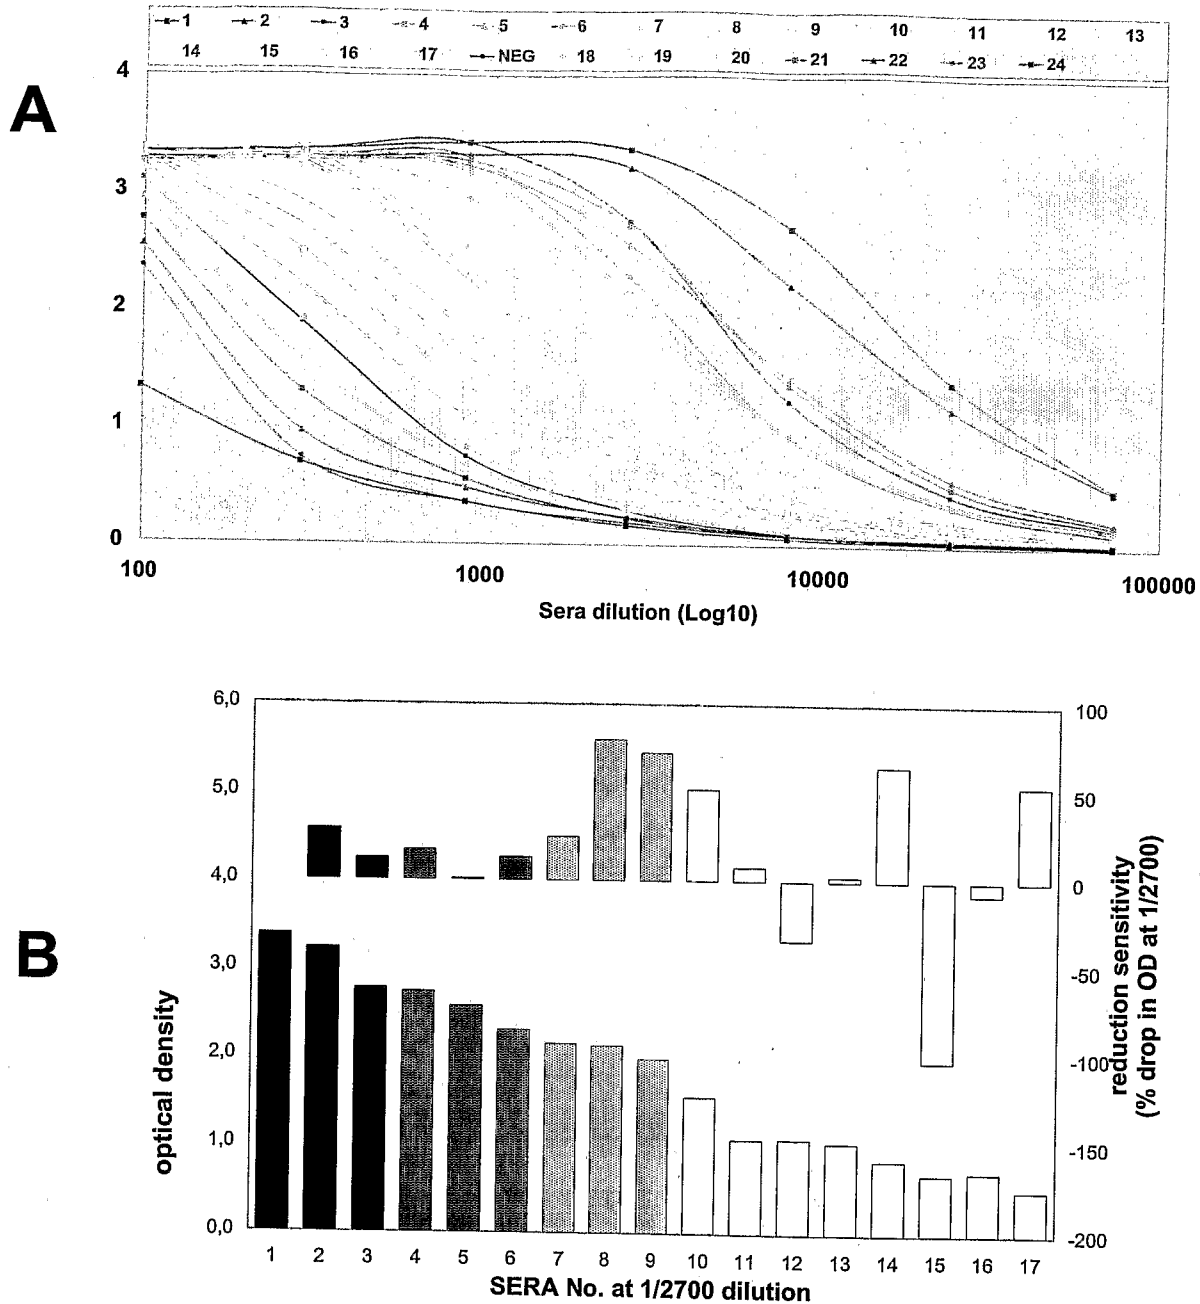 1 2 3 4 5 6 7 8 9 10 11 12 13
14 15 16 17 NEG 18 19 20 21 22 23 24
A
4
3
2
1
0
100 1000 10000 100000
Sera dilution (Log10)
B
6,0
5,0
4,0
3,0
2,0
1,0
0,0
optical density
100
50
0
-50
-100
-150
-200
reduction sensitivity
(% drop in OD at 1/2700)
1 2 3 4 5 6 7 8 9 10 11 12 13 14 15 16 17
SERA No. at 1/2700 dilution